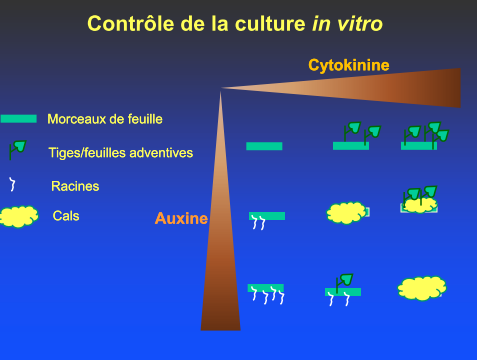 Contrôle de la culture in vitro
Cytokinine
Morceaux de feuille
Tiges/feuilles adventives
Racines
Cals
Auxine